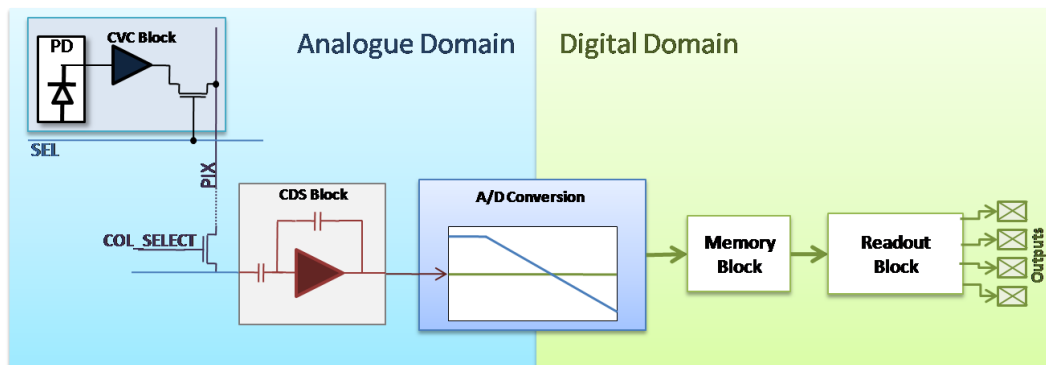 Analogue Domain
Digital Domain
CVC Block
PD
SEL
PIX
COL_SELECT
CDS Block
A/D Conversion
Memory
Block
Readout
Block
Outputs